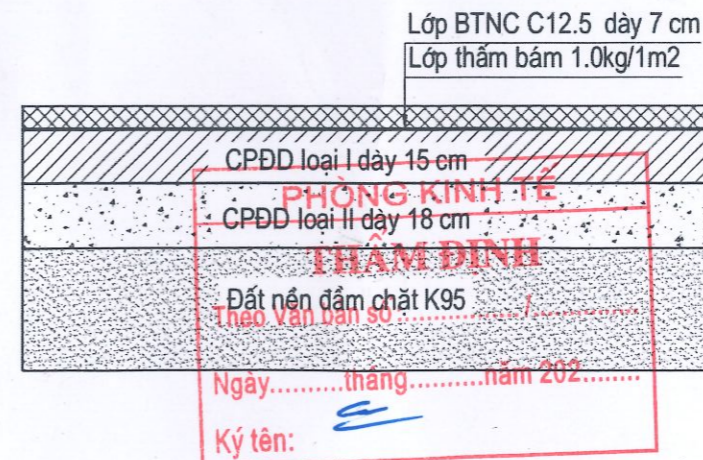 Lớp BTNC C12.5 dày 7 cm
Lớp thấm bám 1.0kg/1m2
CPĐD loại I dày 15 cm
PHÒNG KINH TẾ
CPĐD loại II dày 18 cm
THẨM ĐỊNH
Đất nền đầm chặt K95
Theo Văn bản số:................/................
Ngày..........tháng..........năm 202........
Ký tên: